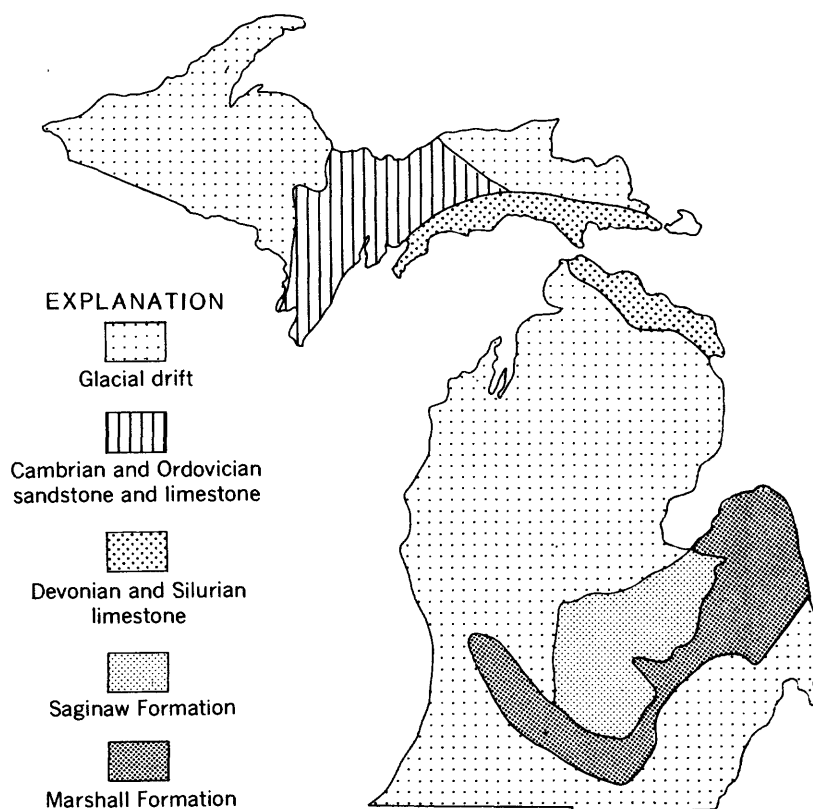 EXPLANATION
Glacial drift
Cambrian and Ordovician
sandstone and limestone
Devonian and Silurian
limestone
Saginaw Formation
Marshall Formation